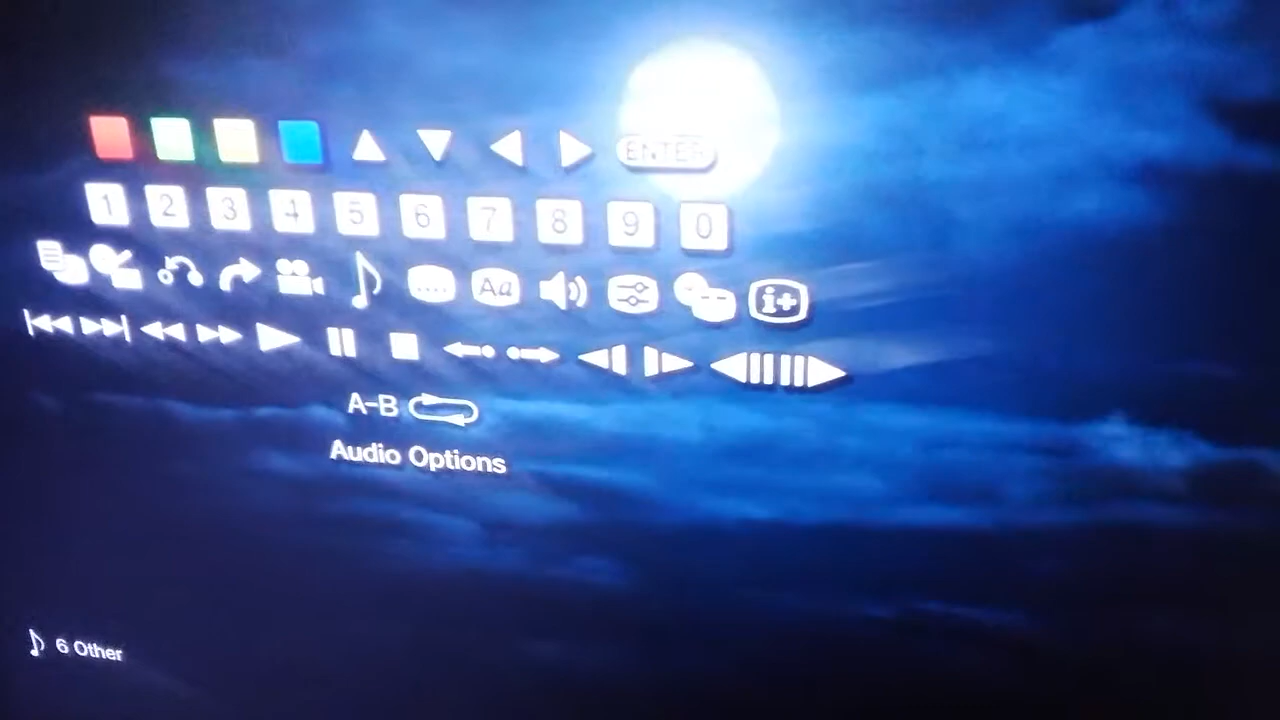 ENTER
1 2 3 4 5 6 7 8 9 0
.... Aa i+
A-B
Audio Options
6 Other